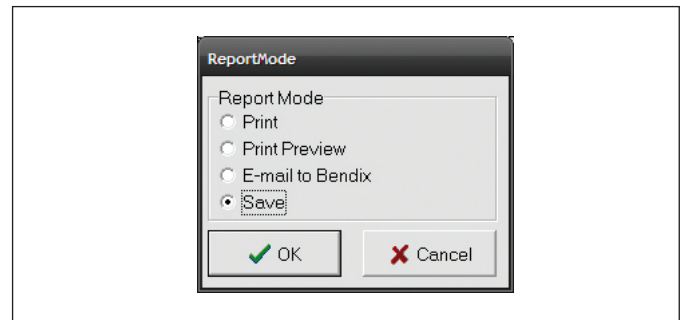 ReportMode
Report Mode
Print
Print Preview
E-mail to Bendix
Save
OK
Cancel